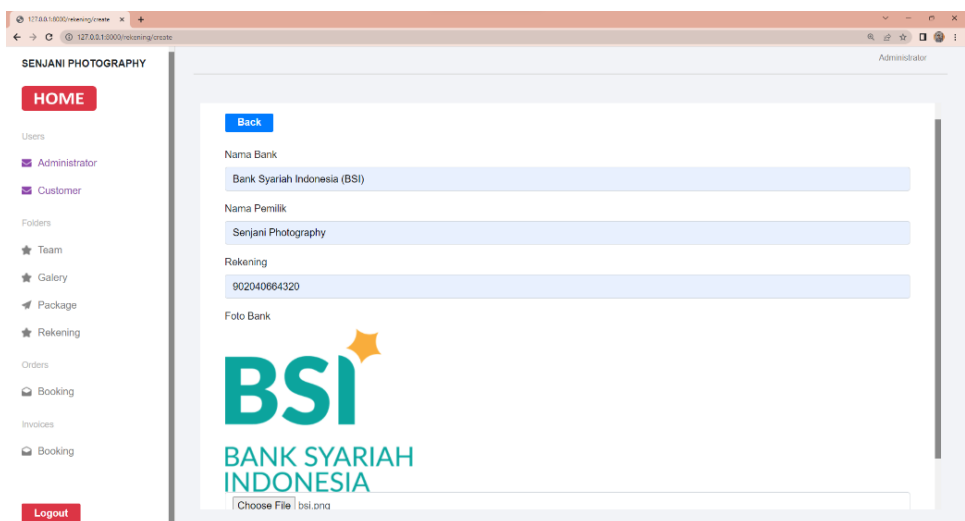 127.0.0.1:8000/rekening/create
127.0.0.1:8000/rekening/create
SENJANI PHOTOGRAPHY
Administrator
HOME
Users
Administrator
Customer
Folders
Team
Galery
Package
Rekening
Orders
Booking
Invoices
Booking
Logout
Back
Nama Bank
Bank Syariah Indonesia (BSI)
Nama Pemilik
Senjani Photography
Rekening
902040664320
Foto Bank
BSI
BANK SYARIAH
INDONESIA
Choose File bsi.png